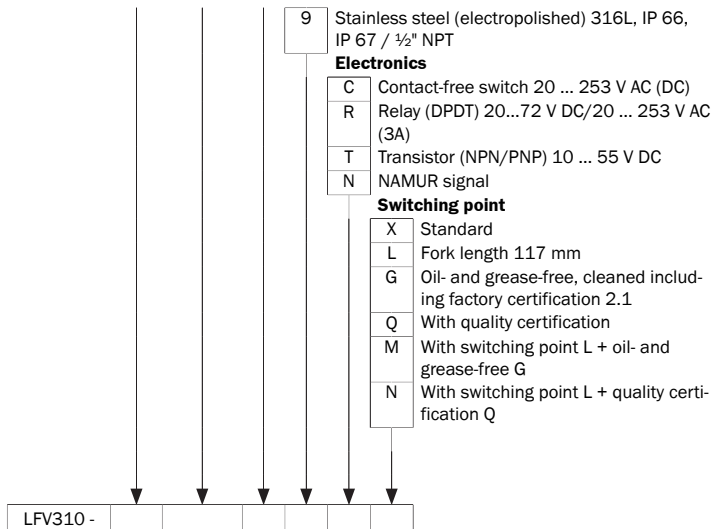 9 Stainless steel (electropolished) 316L, IP 66,
IP 67 / ½" NPT
Electronics
C Contact-free switch 20 ... 253 V AC (DC)
R Relay (DPDT) 20...72 V DC/20 ... 253 V AC
(3A)
T Transistor (NPN/PNP) 10 ... 55 V DC
N NAMUR signal
Switching point
X Standard
L Fork length 117 mm
G Oil- and grease-free, cleaned includ-
ing factory certification 2.1
Q With quality certification
M With switching point L + oil- and
grease-free G
N With switching point L + quality certi-
fication Q
LFV310 -